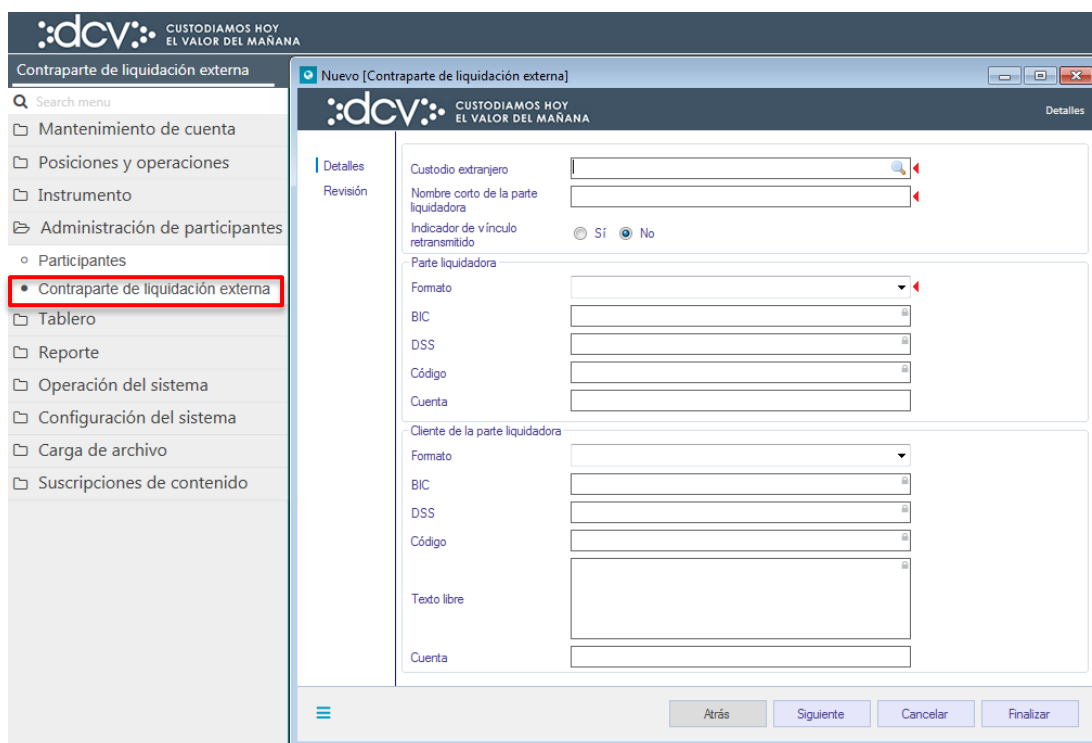 dcv CUSTODIAMOS HOY
EL VALOR DEL MAÑANA
Contraparte de liquidación externa
Search menu
Mantenimiento de cuenta
Posiciones y operaciones
Instrumento
Administración de participantes
Participantes
Contraparte de liquidación externa
Tablero
Reporte
Operación del sistema
Configuración del sistema
Carga de archivo
Suscripciones de contenido
Nuevo [Contraparte de liquidación externa]
dcv CUSTODIAMOS HOY
EL VALOR DEL MAÑANA
Detalles
Detalles
Revisión
Custodio extranjero
Nombre corto de la parte
liquidadora
Indicador de vínculo
retransmitido
Sí No
Parte liquidadora
Formato
BIC
DSS
Código
Cuenta
Cliente de la parte liquidadora
Formato
BIC
DSS
Código
Texto libre
Cuenta
Atrás Siguiente Cancelar Finalizar